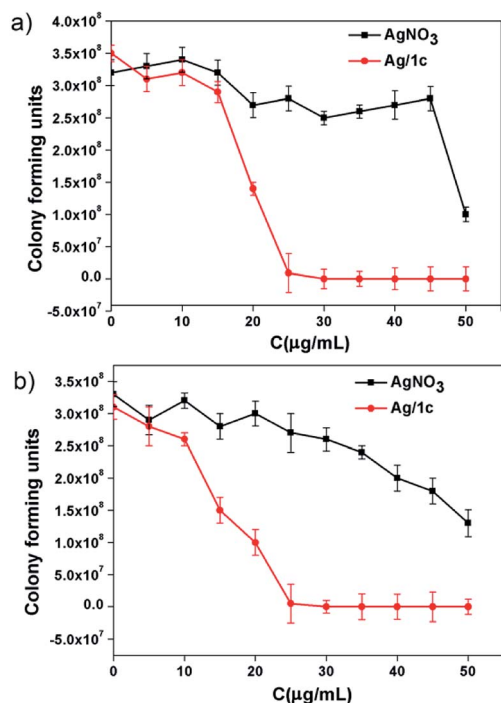 a)
Colony forming units
4.0x10⁸
3.5x10⁸
3.0x10⁸
2.5x10⁸
2.0x10⁸
1.5x10⁸
1.0x10⁸
5.0x10⁷
0.0
-5.0x10⁷
AgNO₃
Ag/1c
0 10 20 30 40 50
C(μg/mL)
b)
Colony forming units
3.5x10⁸
3.0x10⁸
2.5x10⁸
2.0x10⁸
1.5x10⁸
1.0x10⁸
5.0x10⁷
0.0
-5.0x10⁷
AgNO₃
Ag/1c
0 10 20 30 40 50
C(μg/mL)